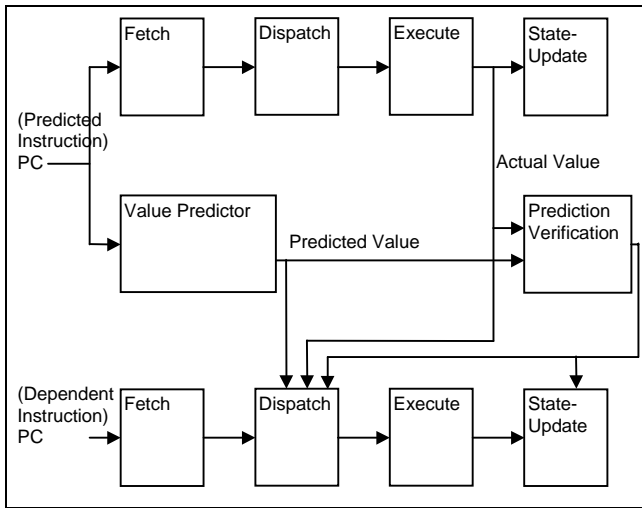 Fetch
Dispatch
Execute
State-
Update
(Predicted
Instruction)
PC
Actual Value
Value Predictor
Predicted Value
Prediction
Verification
(Dependent
Instruction)
PC
Fetch
Dispatch
Execute
State-
Update